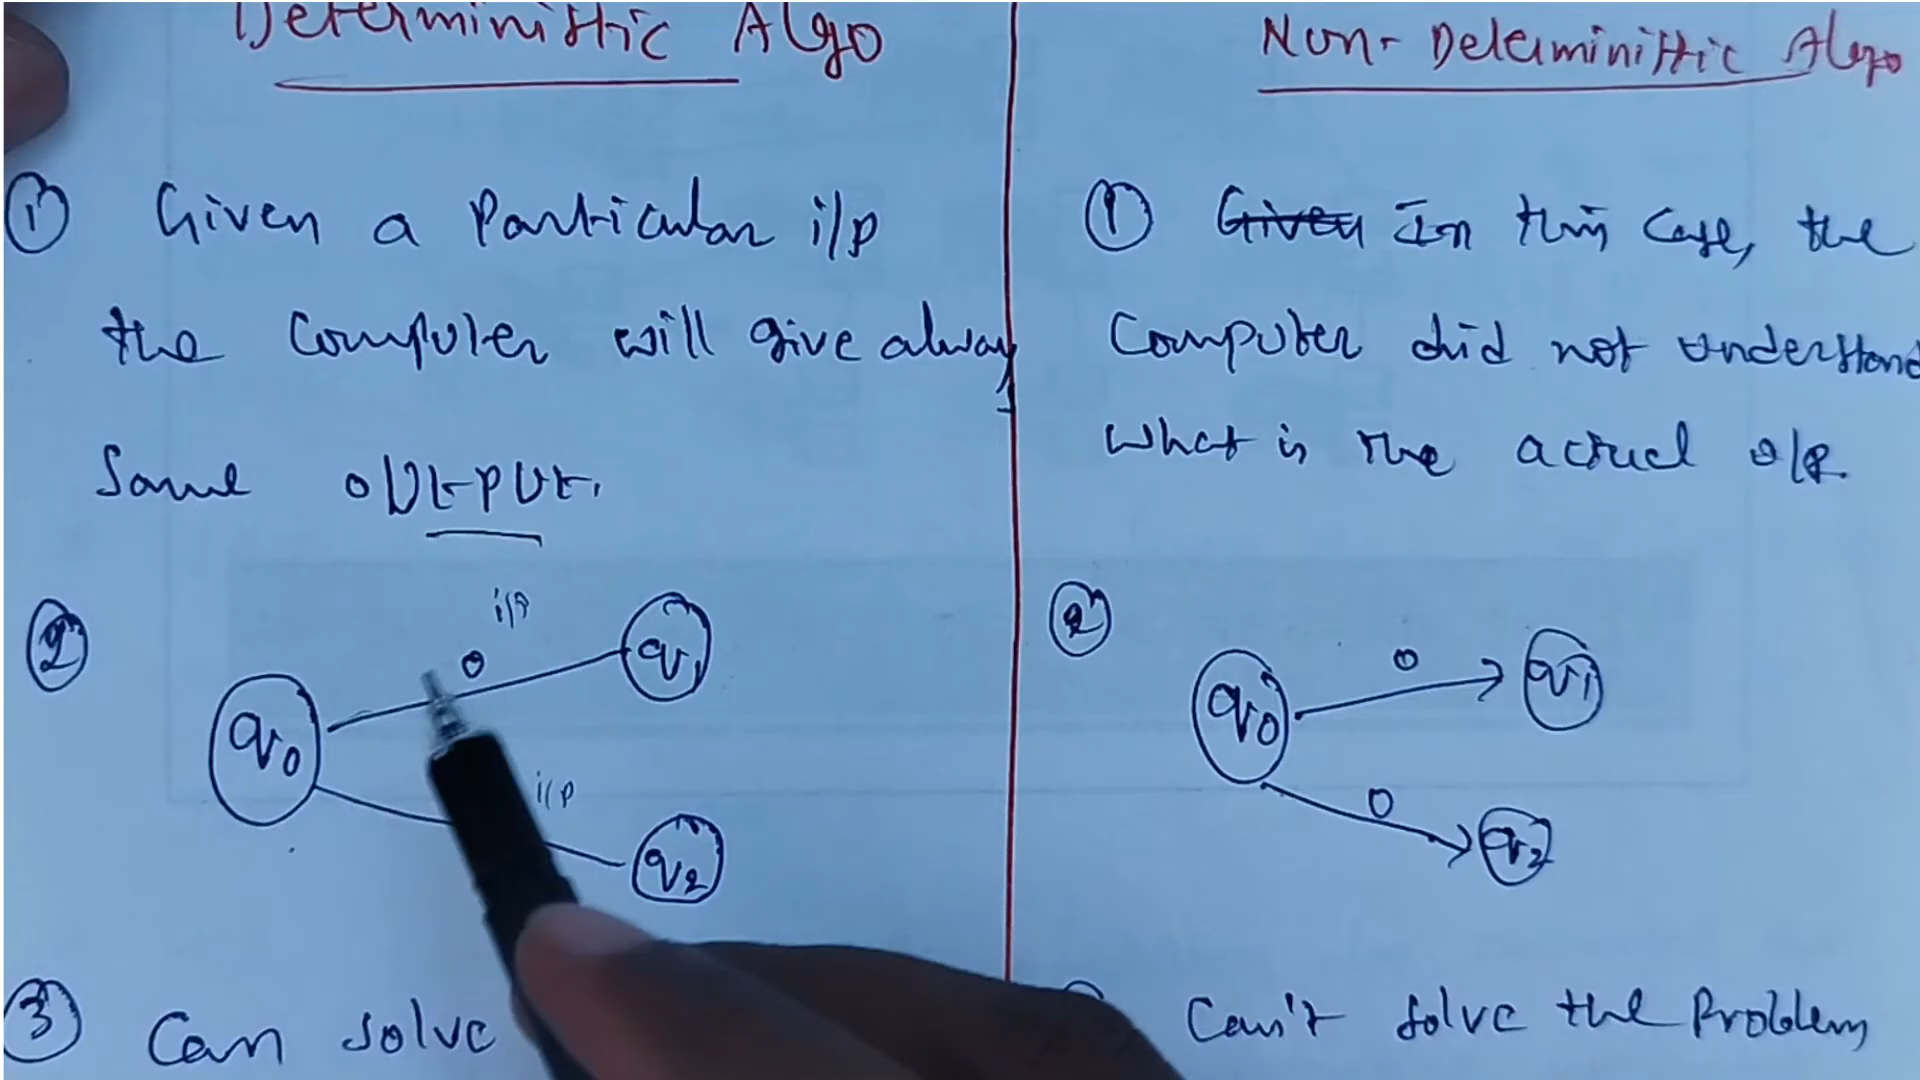 Deterministic Algo
① Given a Particular i/p
the Computer will give always
Same output.
②
i/p
0
q1
q0
i/p
q2
③ Can solve
Non-Deterministic Algo
① Given In this Case, the
Computer did not understand
what is the actual o/p.
②
0
q1
q0
0
q2
Can't solve the Problem